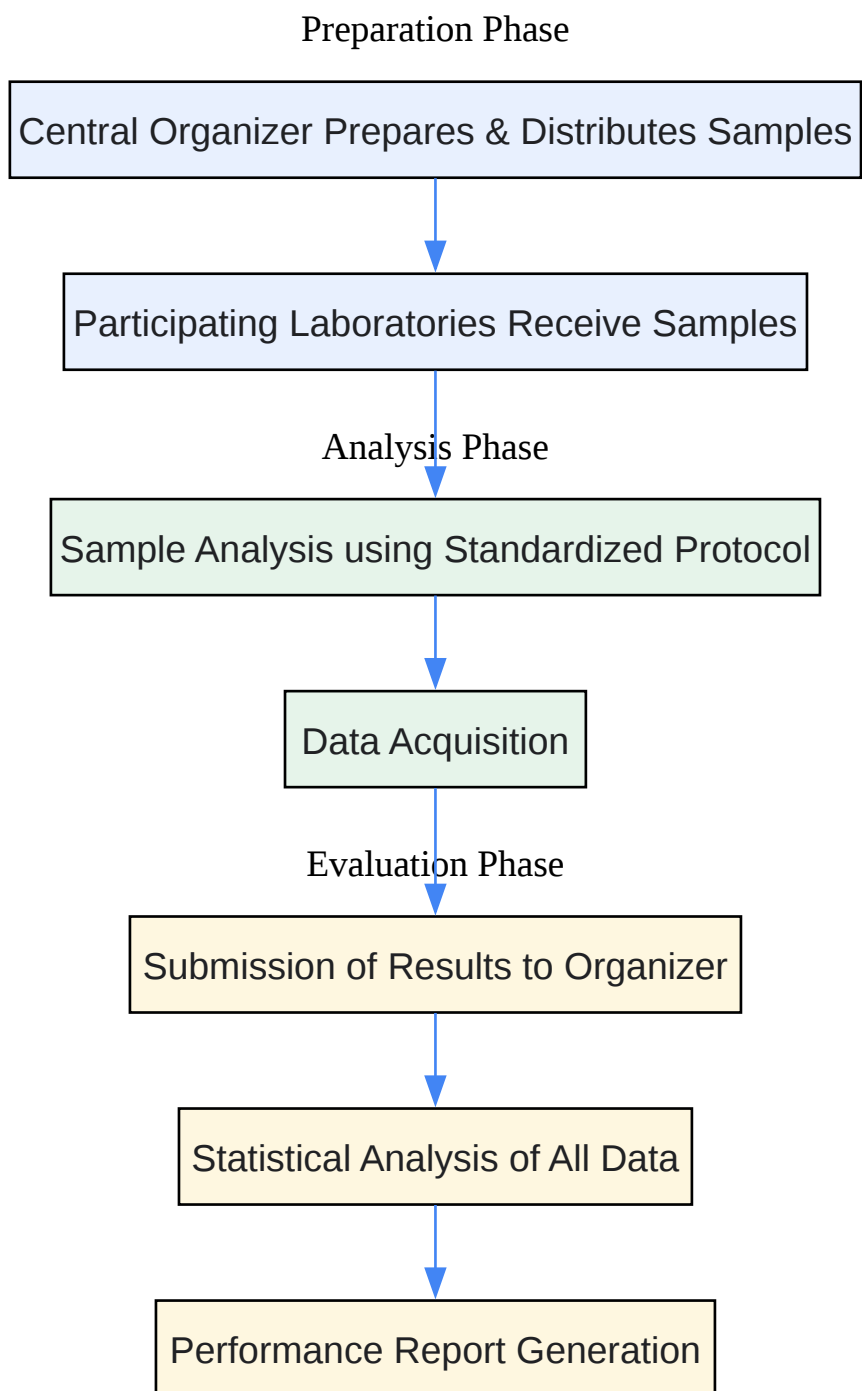 Preparation Phase
Central Organizer Prepares & Distributes Samples
Participating Laboratories Receive Samples
Analysis Phase
Sample Analysis using Standardized Protocol
Data Acquisition
Evaluation Phase
Submission of Results to Organizer
Statistical Analysis of All Data
Performance Report Generation